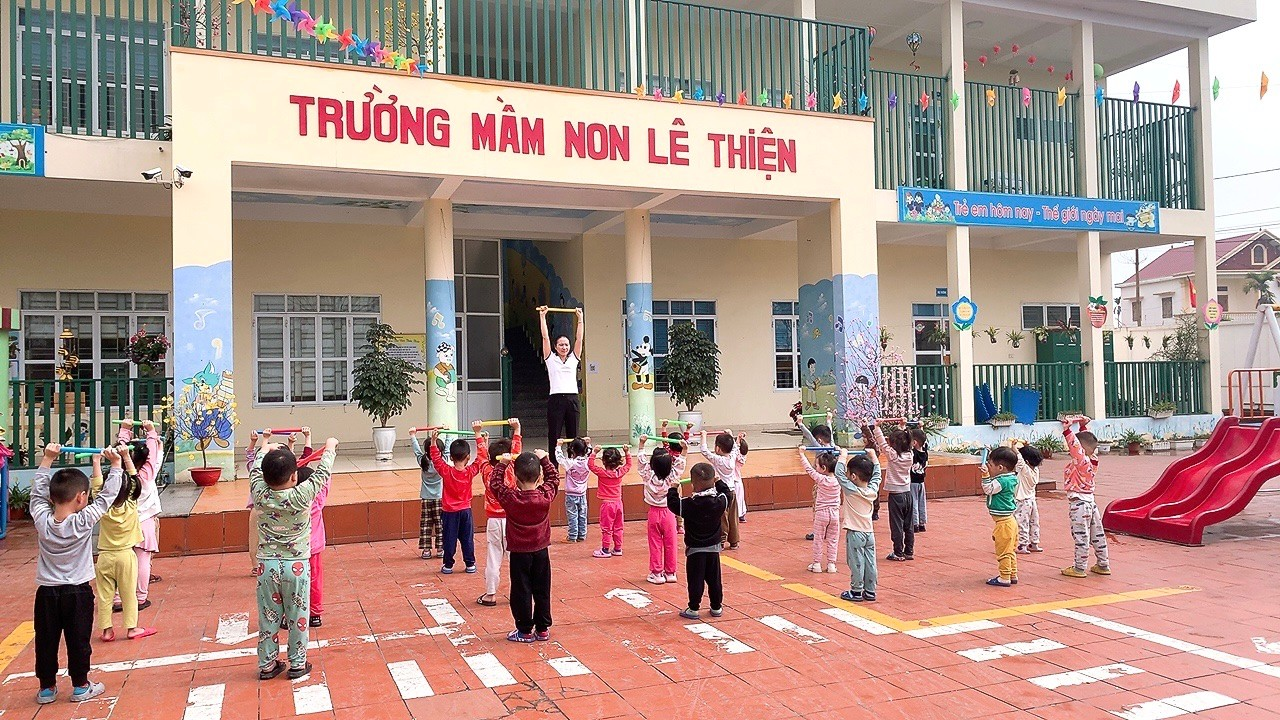 TRƯỜNG MẦM NON LÊ THIỆN
Trẻ em hôm nay - Thế giới ngày mai